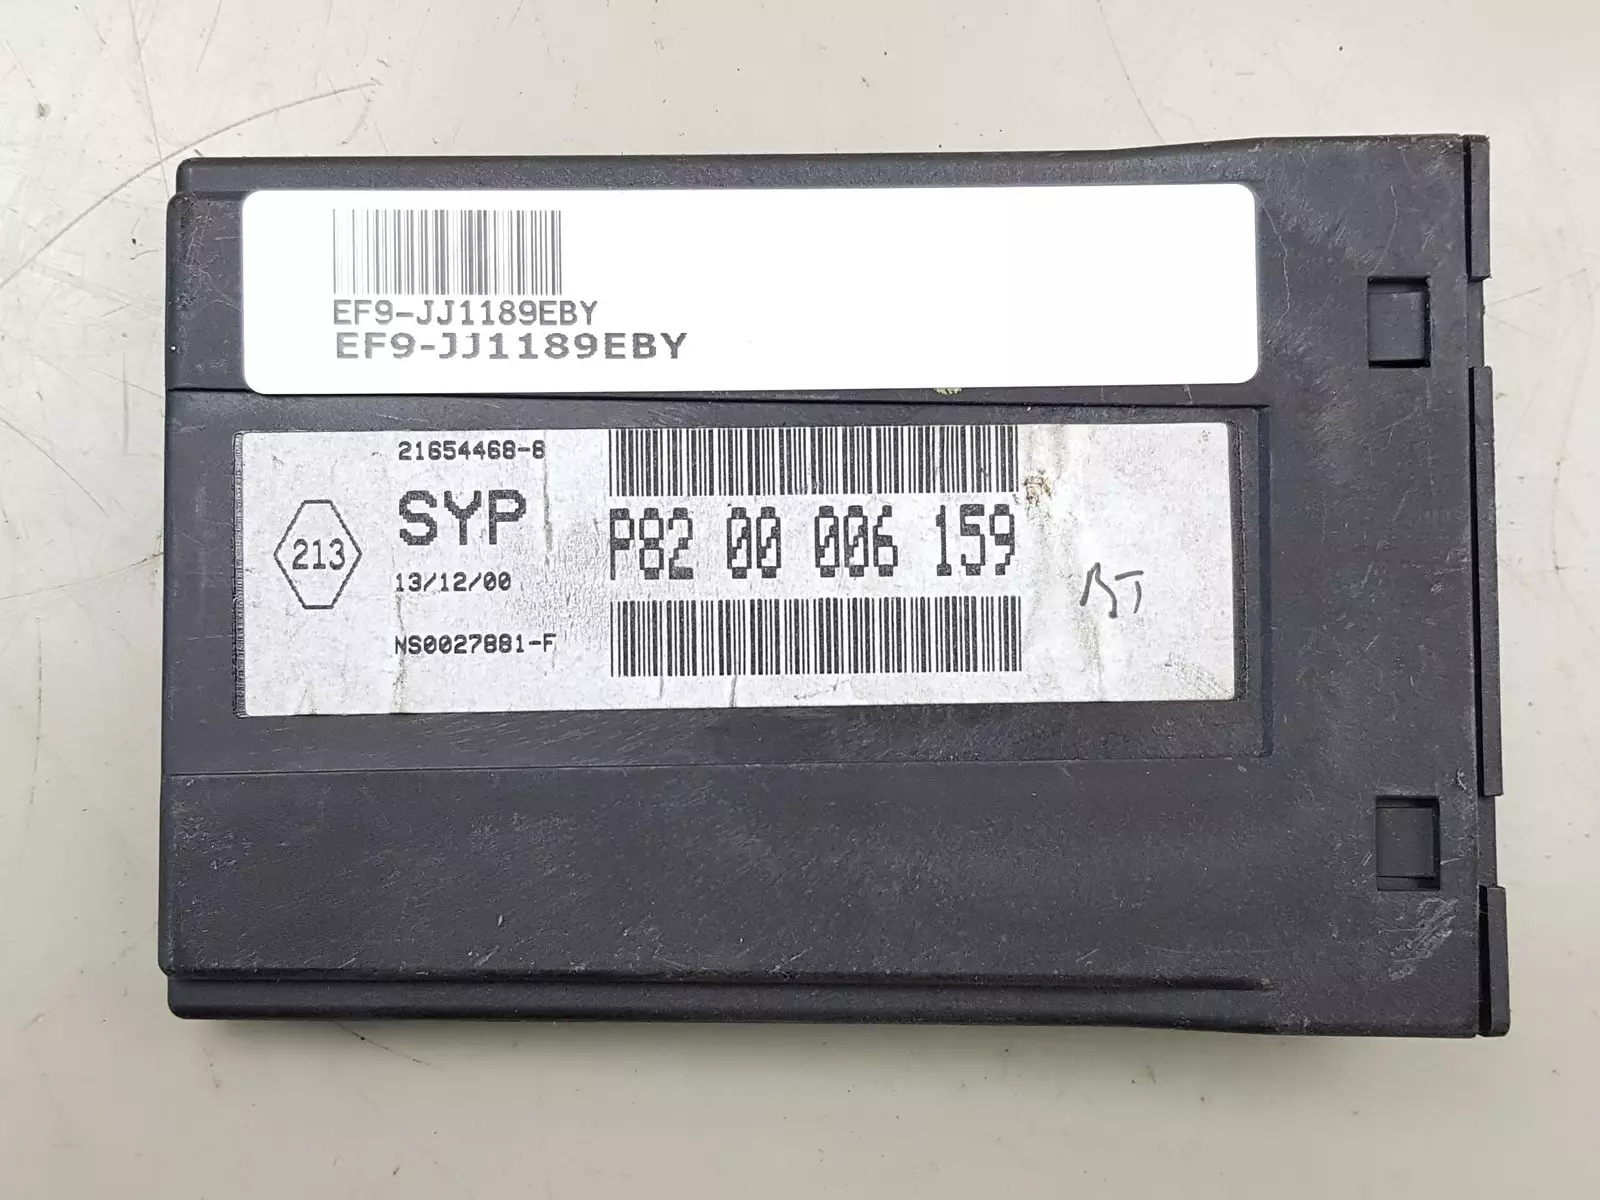 EF9-JJ1189EBY
EF9-JJ1189EBY
21654468-8
SYP
213
13/12/00
NS0027881-F
P82 00 006 159